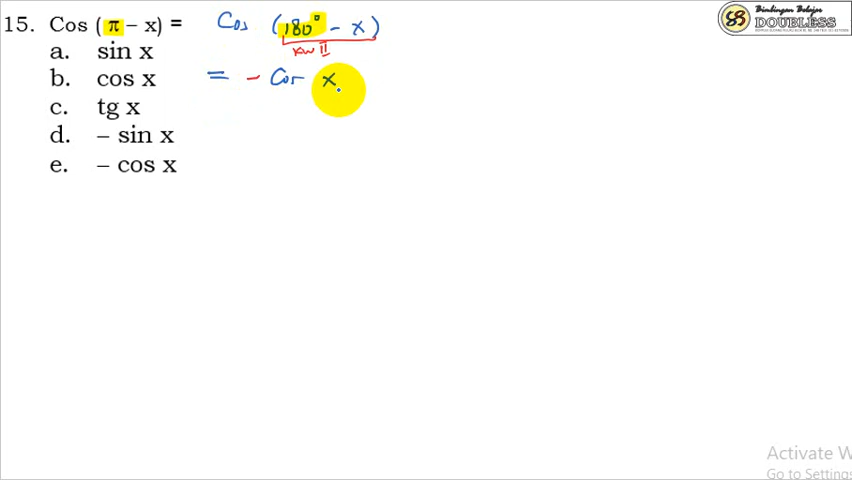 15. Cos (π – x) = Cos (180° – x)
kw II
a. sin x
b. cos x = - Cos x
c. tg x
d. – sin x
e. – cos x
Bimbingan Belajar
DOUBLESS
Activate W
Go to Settings